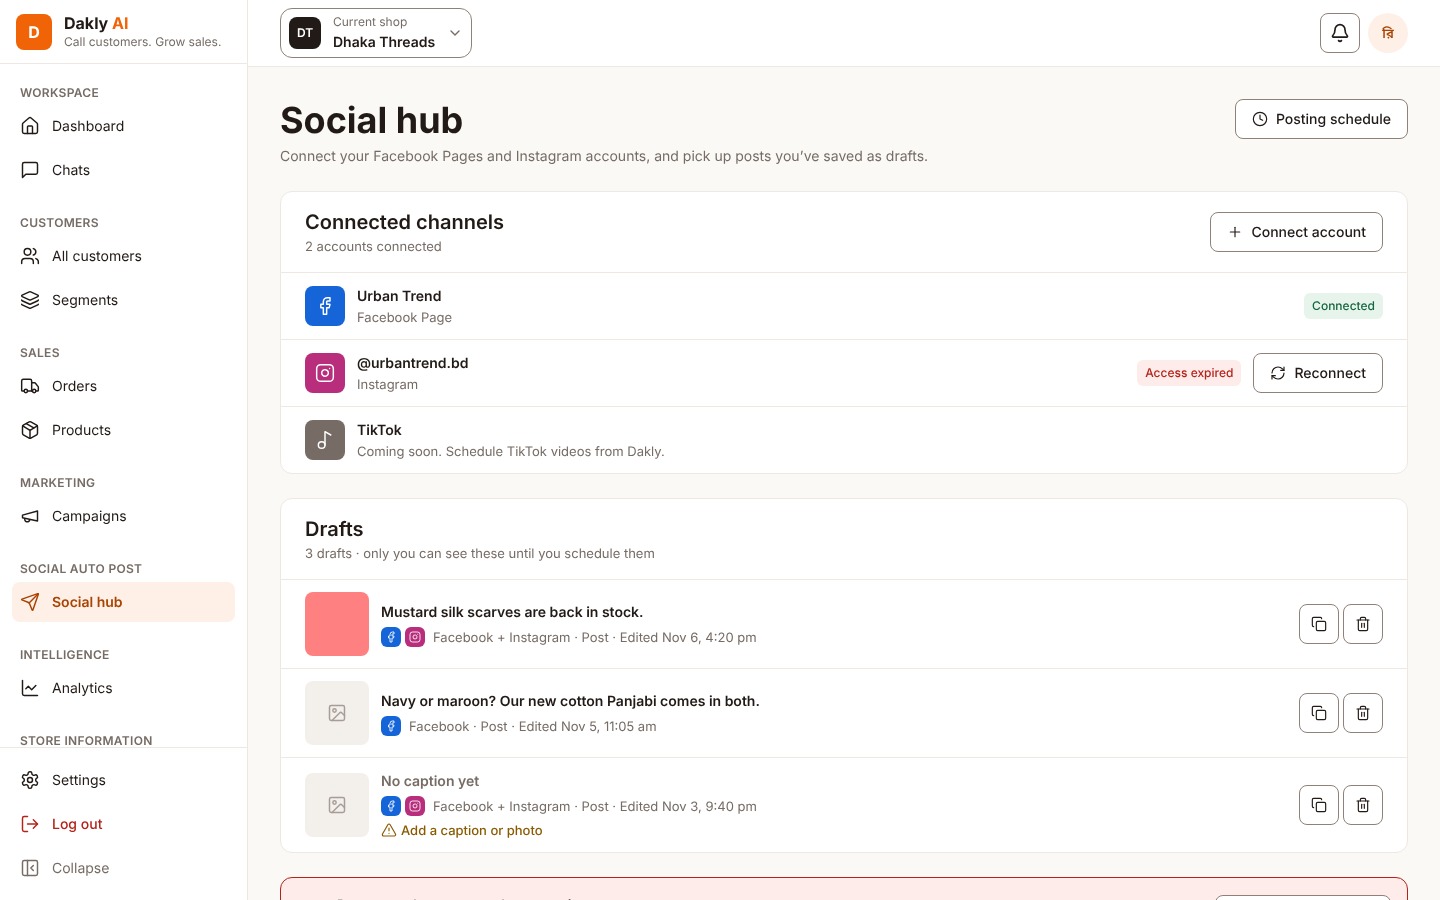 D
Dakly AI
Call customers. Grow sales.
DT
Current shop
Dhaka Threads
রি
WORKSPACE
Dashboard
Chats
CUSTOMERS
All customers
Segments
SALES
Orders
Products
MARKETING
Campaigns
SOCIAL AUTO POST
Social hub
INTELLIGENCE
Analytics
STORE INFORMATION
Settings
Log out
Collapse
Social hub
Connect your Facebook Pages and Instagram accounts, and pick up posts you’ve saved as drafts.
Posting schedule
Connected channels
2 accounts connected
Connect account
Urban Trend
Facebook Page
Connected
@urbantrend.bd
Instagram
Access expired
Reconnect
TikTok
Coming soon. Schedule TikTok videos from Dakly.
Drafts
3 drafts · only you can see these until you schedule them
Mustard silk scarves are back in stock.
Facebook + Instagram · Post · Edited Nov 6, 4:20 pm
Navy or maroon? Our new cotton Panjabi comes in both.
Facebook · Post · Edited Nov 5, 11:05 am
No caption yet
Facebook + Instagram · Post · Edited Nov 3, 9:40 pm
Add a caption or photo